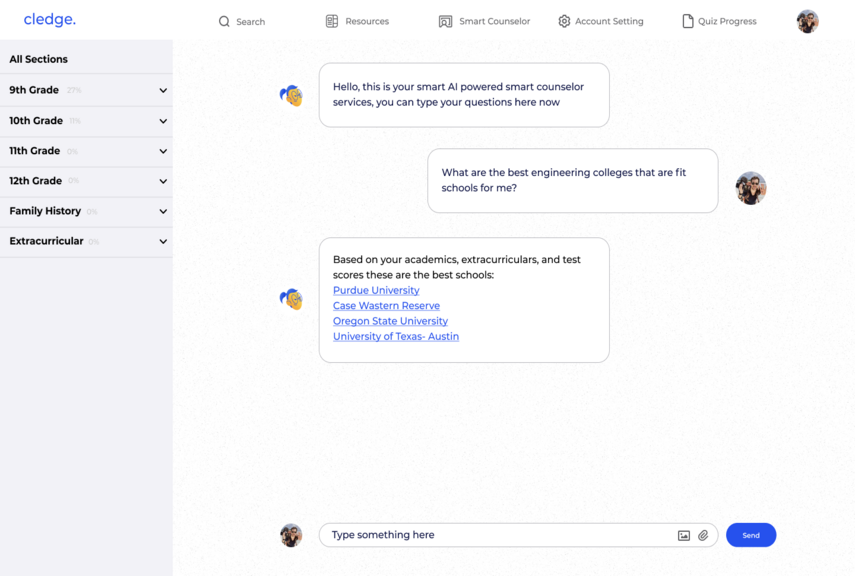 cledge.
Search
Resources
Smart Counselor
Account Setting
Quiz Progress
All Sections
9th Grade 27%
10th Grade 11%
11th Grade 0%
12th Grade 0%
Family History 0%
Extracurricular 0%
Hello, this is your smart AI powered smart counselor
services, you can type your questions here now
What are the best engineering colleges that are fit
schools for me?
Based on your academics, extracurriculars, and test
scores these are the best schools:
Purdue University
Case Wastern Reserve
Oregon State University
University of Texas- Austin
Type something here
Send